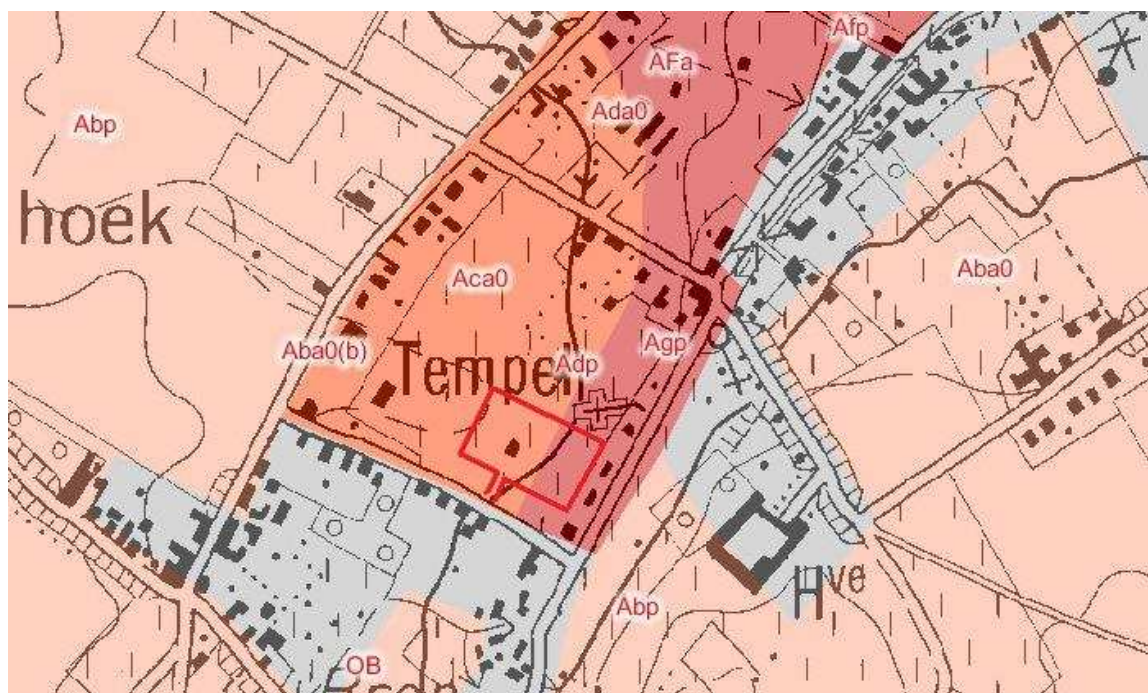 Afp
AFa
Ada0
Abp
hoek
Aca0
Aba0
Aba0(b)
Tempel
Adp
Agp
Hve
Abp
OB